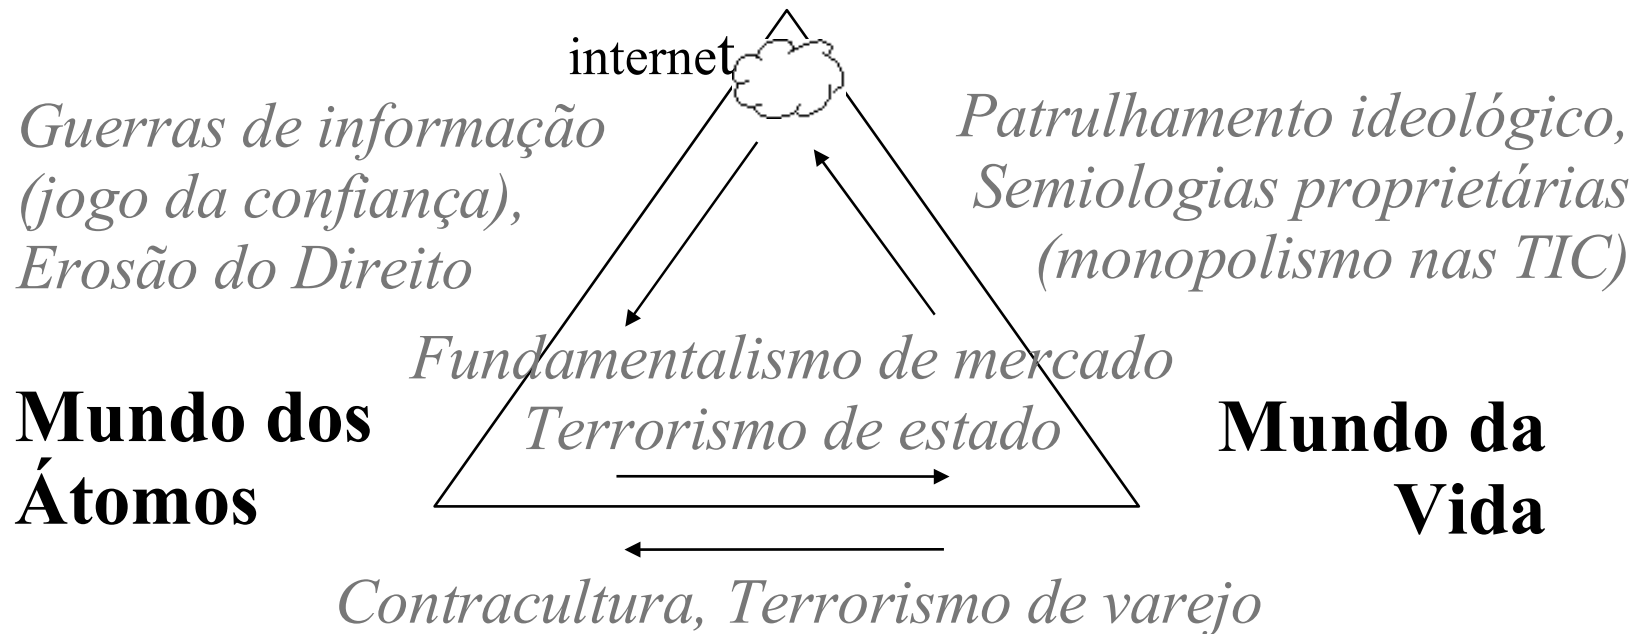 internet
Guerras de informação
(jogo da confiança),
Erosão do Direito
Patrulhamento ideológico,
Semiologias proprietárias
(monopolismo nas TIC)
Fundamentalismo de mercado
Terrorismo de estado
Mundo dos
Átomos
Mundo da
Vida
Contracultura, Terrorismo de varejo